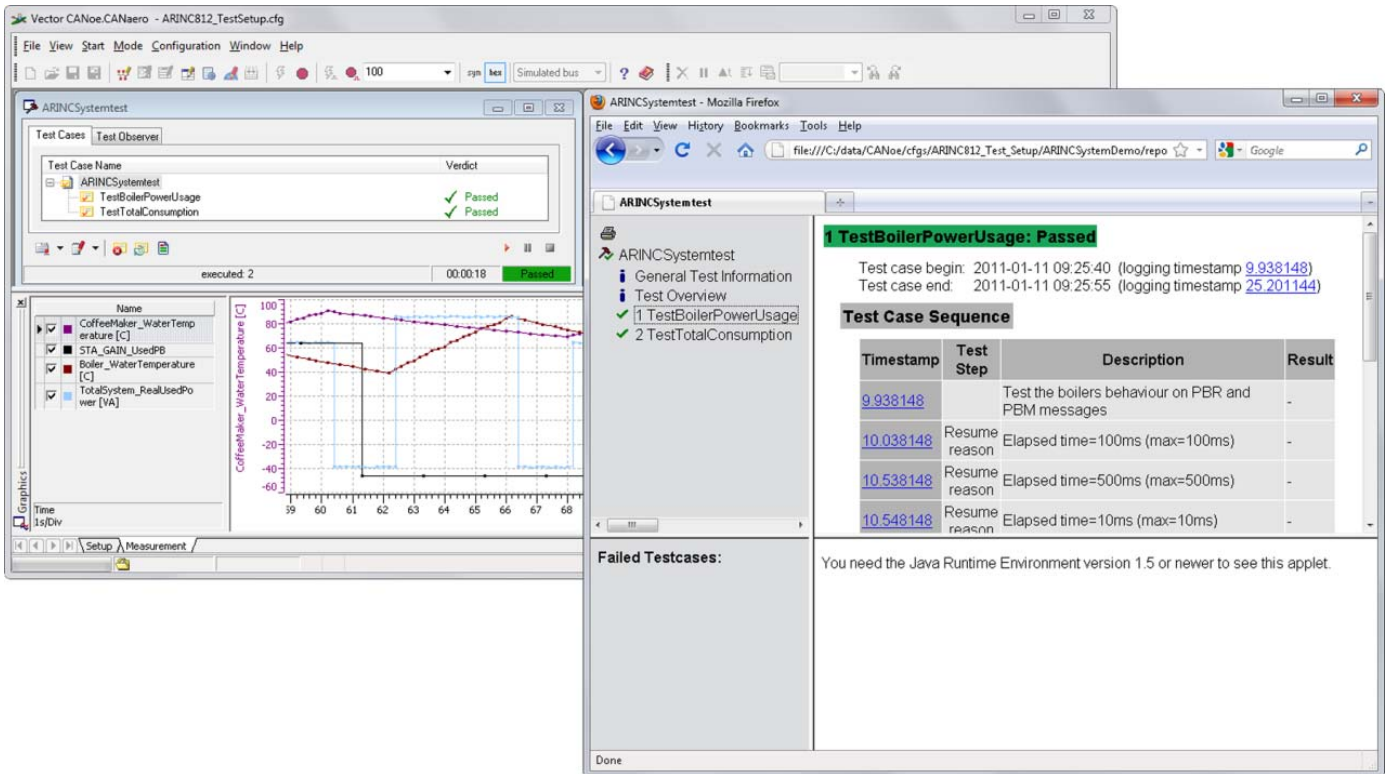 Vector CANoe.CANaero - ARINC812_TestSetup.cfg
File View Start Mode Configuration Window Help
100 sym hex Simulated bus
ARINCSystemtest
Test Cases Test Observer
Test Case Name Verdict
ARINCSystemtest
TestBoilerPowerUsage Passed
TestTotalConsumption Passed
executed: 2 00:00:18 Passed
Name
CoffeeMaker_WaterTemp
erature [C]
STA_GAIN_UsedPB
Boiler_WaterTemperature
[C]
TotalSystem_RealUsedPo
wer [VA]
Graphics
Time
1s/Div
CoffeeMaker_WaterTemperature [C]
100
80
60
40
20
0
-20
-40
-60
59 60 61 62 63 64 65 66 67 68
Setup Measurement
ARINCSystemtest - Mozilla Firefox
File Edit View History Bookmarks Tools Help
file:///C:/data/CANoe/cfgs/ARINC812_Test_Setup/ARINCSystemDemo/repo Google
ARINCSystemtest
ARINCSystemtest
General Test Information
Test Overview
1 TestBoilerPowerUsage
2 TestTotalConsumption
1 TestBoilerPowerUsage: Passed
Test case begin: 2011-01-11 09:25:40 (logging timestamp 9.938148)
Test case end: 2011-01-11 09:25:55 (logging timestamp 25.201144)
Test Case Sequence
Timestamp Test Step Description Result
9.938148 Test the boilers behaviour on PBR and
PBM messages -
10.038148 Resume reason Elapsed time=100ms (max=100ms) -
10.538148 Resume reason Elapsed time=500ms (max=500ms) -
10.548148 Resume reason Elapsed time=10ms (max=10ms) -
Failed Testcases:
You need the Java Runtime Environment version 1.5 or newer to see this applet.
Done